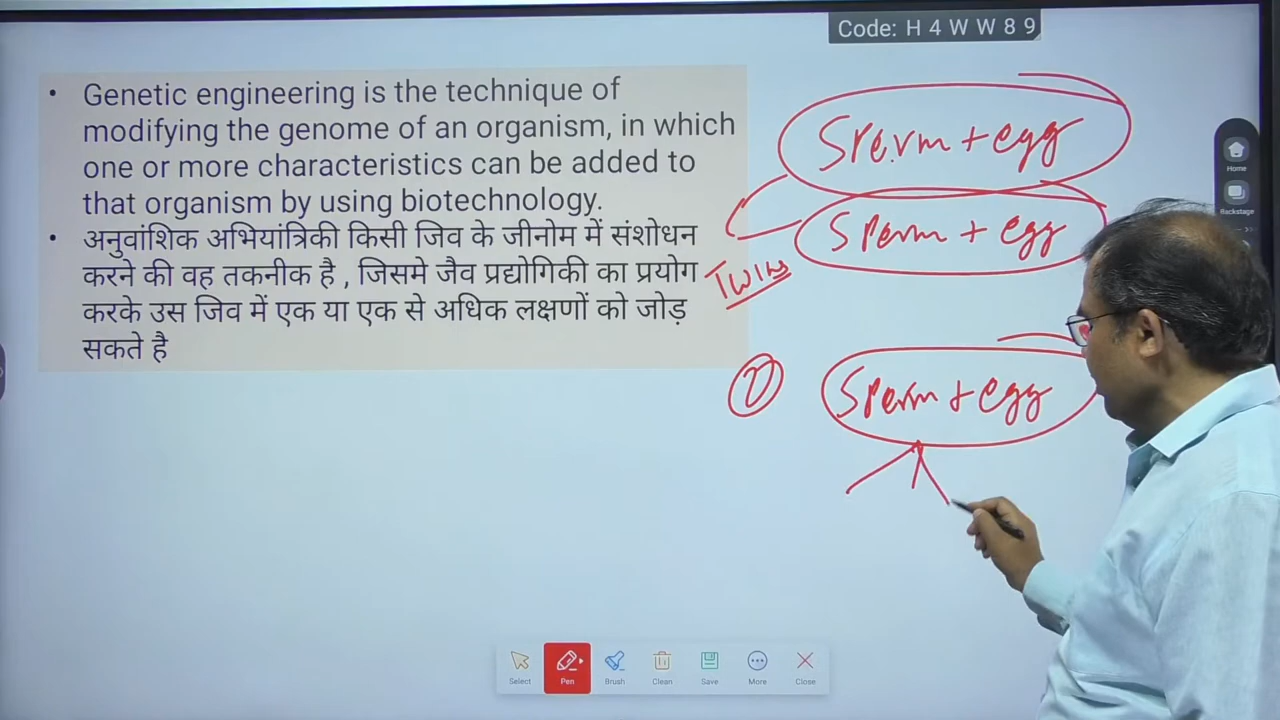 Code: H 4 W W 8 9
• Genetic engineering is the technique of
modifying the genome of an organism, in which
one or more characteristics can be added to
that organism by using biotechnology.
• अनुवांशिक अभियांत्रिकी किसी जिव के जीनोम में संशोधन
करने की वह तकनीक है , जिसमे जैव प्रद्योगिकी का प्रयोग
करके उस जिव में एक या एक से अधिक लक्षणों को जोड़
सकते है
Sperm + egg
Sperm + egg
Twins
Sperm + egg
Home
Backstage
Select
Pen
Brush
Clean
Save
More
Close